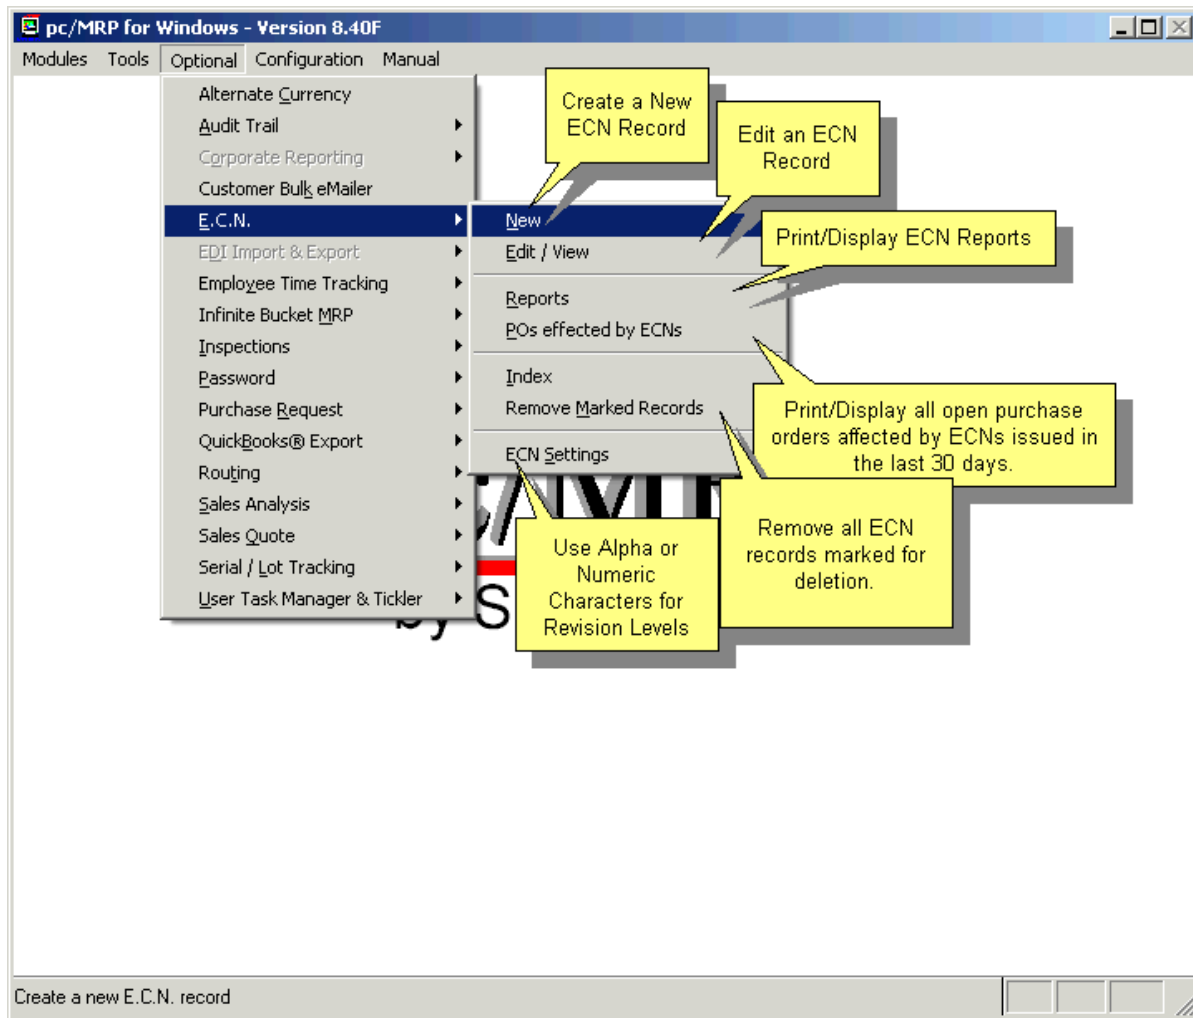 pc/MRP for Windows - Version 8.40F
Modules Tools Optional Configuration Manual
Alternate Currency
Audit Trail
Corporate Reporting
Customer Bulk eMailer
E.C.N.
EDI Import & Export
Employee Time Tracking
Infinite Bucket MRP
Inspections
Password
Purchase Request
QuickBooks® Export
Routing
Sales Analysis
Sales Quote
Serial / Lot Tracking
User Task Manager & Tickler
New
Edit / View
Reports
POs effected by ECNs
Index
Remove Marked Records
ECN Settings
Create a New
ECN Record
Edit an ECN
Record
Print/Display ECN Reports
Print/Display all open purchase
orders affected by ECNs issued in
the last 30 days.
Remove all ECN
records marked for
deletion.
Use Alpha or
Numeric
Characters for
Revision Levels
by S
Create a new E.C.N. record